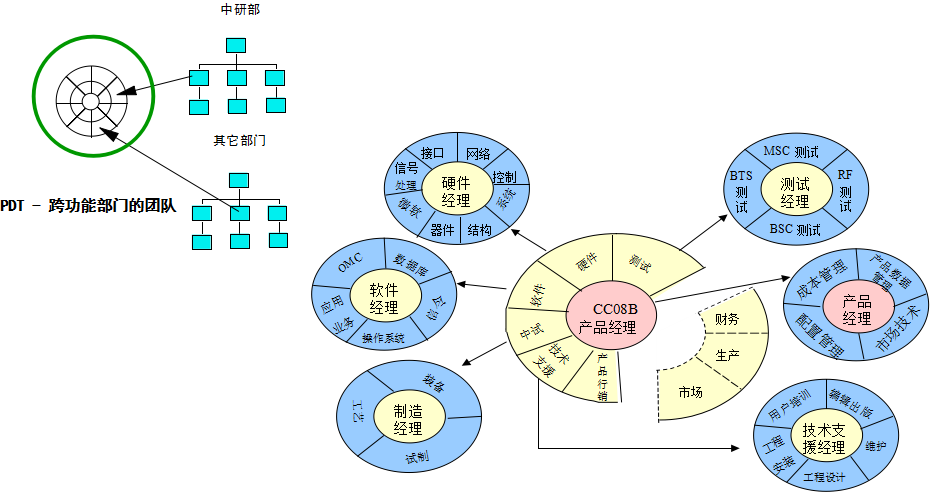 中研部
其它部门
PDT - 跨功能部门的团队
接口
网络
信号
处理
控制
系统
微软
器件
结构
硬件
经理
MSC 测试
BTS
测
试
RF
测
试
BSC 测试
测试
经理
OMC
数据库
应用
业务
操作系统
信令
软件
经理
硬件
测试
软件
中试
技术
支援
产
品
行
销
CC08B
产品经理
财务
生产
市场
成本管理
产品数据
管理
配置管理
市场技术
产品
经理
装备
工艺
试制
制造
经理
用户培训
编辑出版
工程
安装
维护
工程设计
技术支
援经理